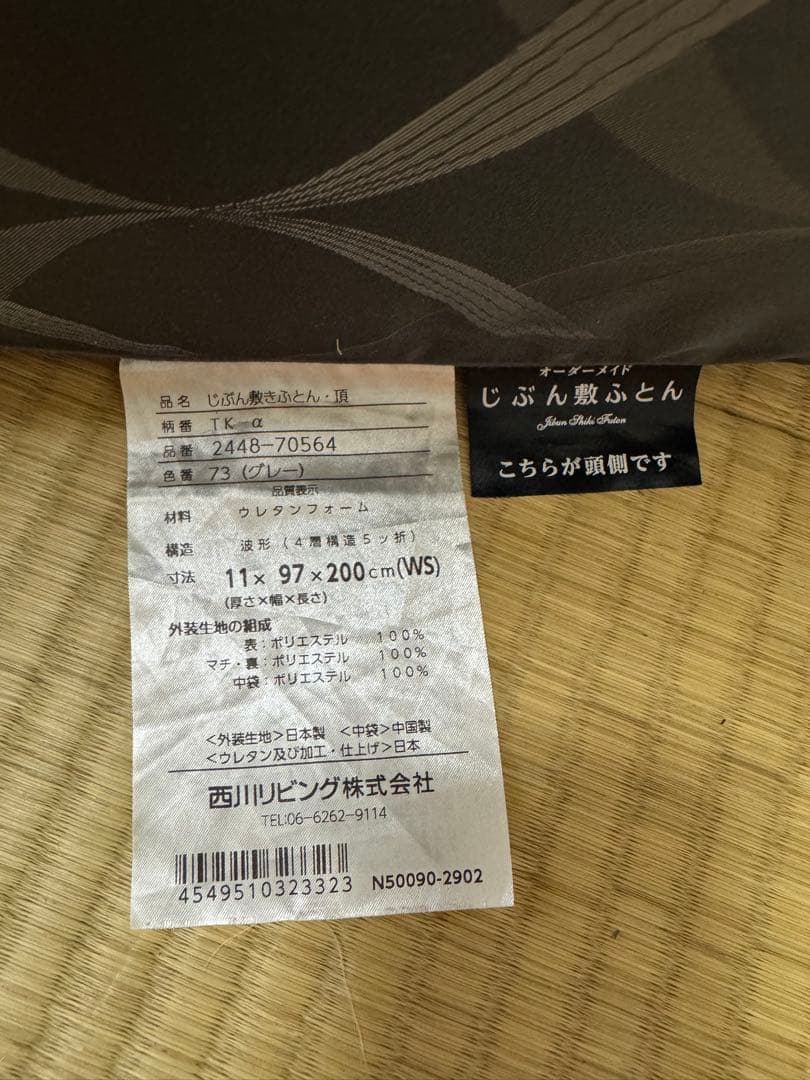 品名 じぶん敷きふとん・頂
柄番 TK-α
品番 2448-70564
色番 73 (グレー)
品質表示
材料 ウレタンフォーム
構造 波形(4層構造5ッ折)
寸法 11× 97×200cm(WS)
(厚さ×幅×長さ)
外装生地の組成
表:ポリエステル 100%
マチ・裏:ポリエステル 100%
中袋:ポリエステル 100%
<外装生地>日本製 <中袋>中国製
<ウレタン及び加工・仕上げ>日本
西川リビング株式会社
TEL:06-6262-9114
4549510323323 N50090-2902
オーダーメイド
じぶん敷ふとん
Jibun Shiki Futon
こちらが頭側です